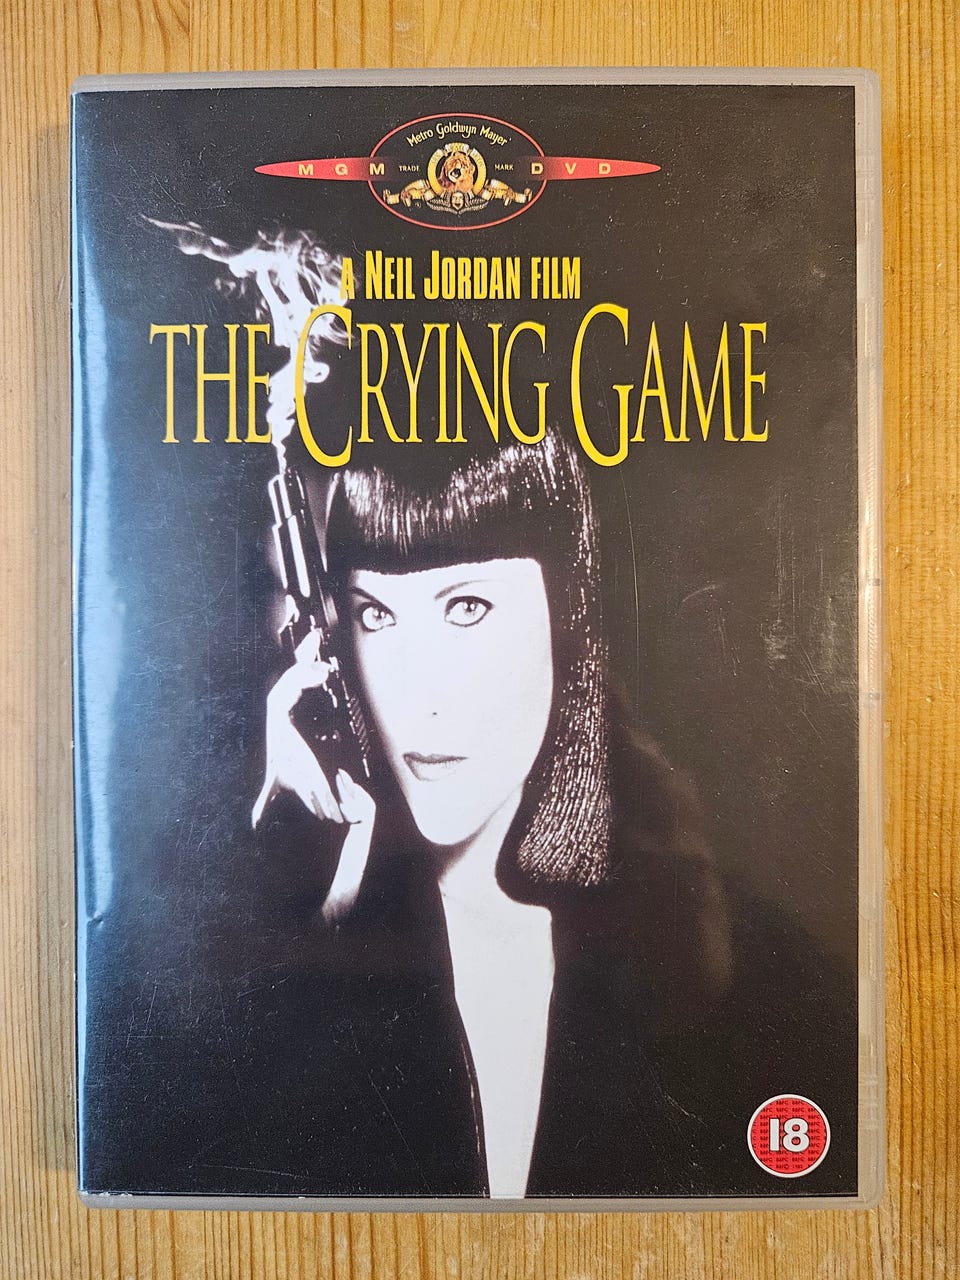 Metro Goldwyn Mayer
MGM TRADE MARK DVD
A NEIL JORDAN FILM
THE CRYING GAME
18